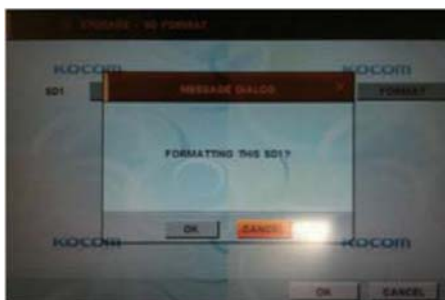 STORAGE - SD FORMAT
KOCOM KOCOM
SD1 FORMAT
MESSAGE DIALOG ×
FORMATTING THIS SD1?
OK CANCEL
KOCOM KOCOM
OK CANCEL